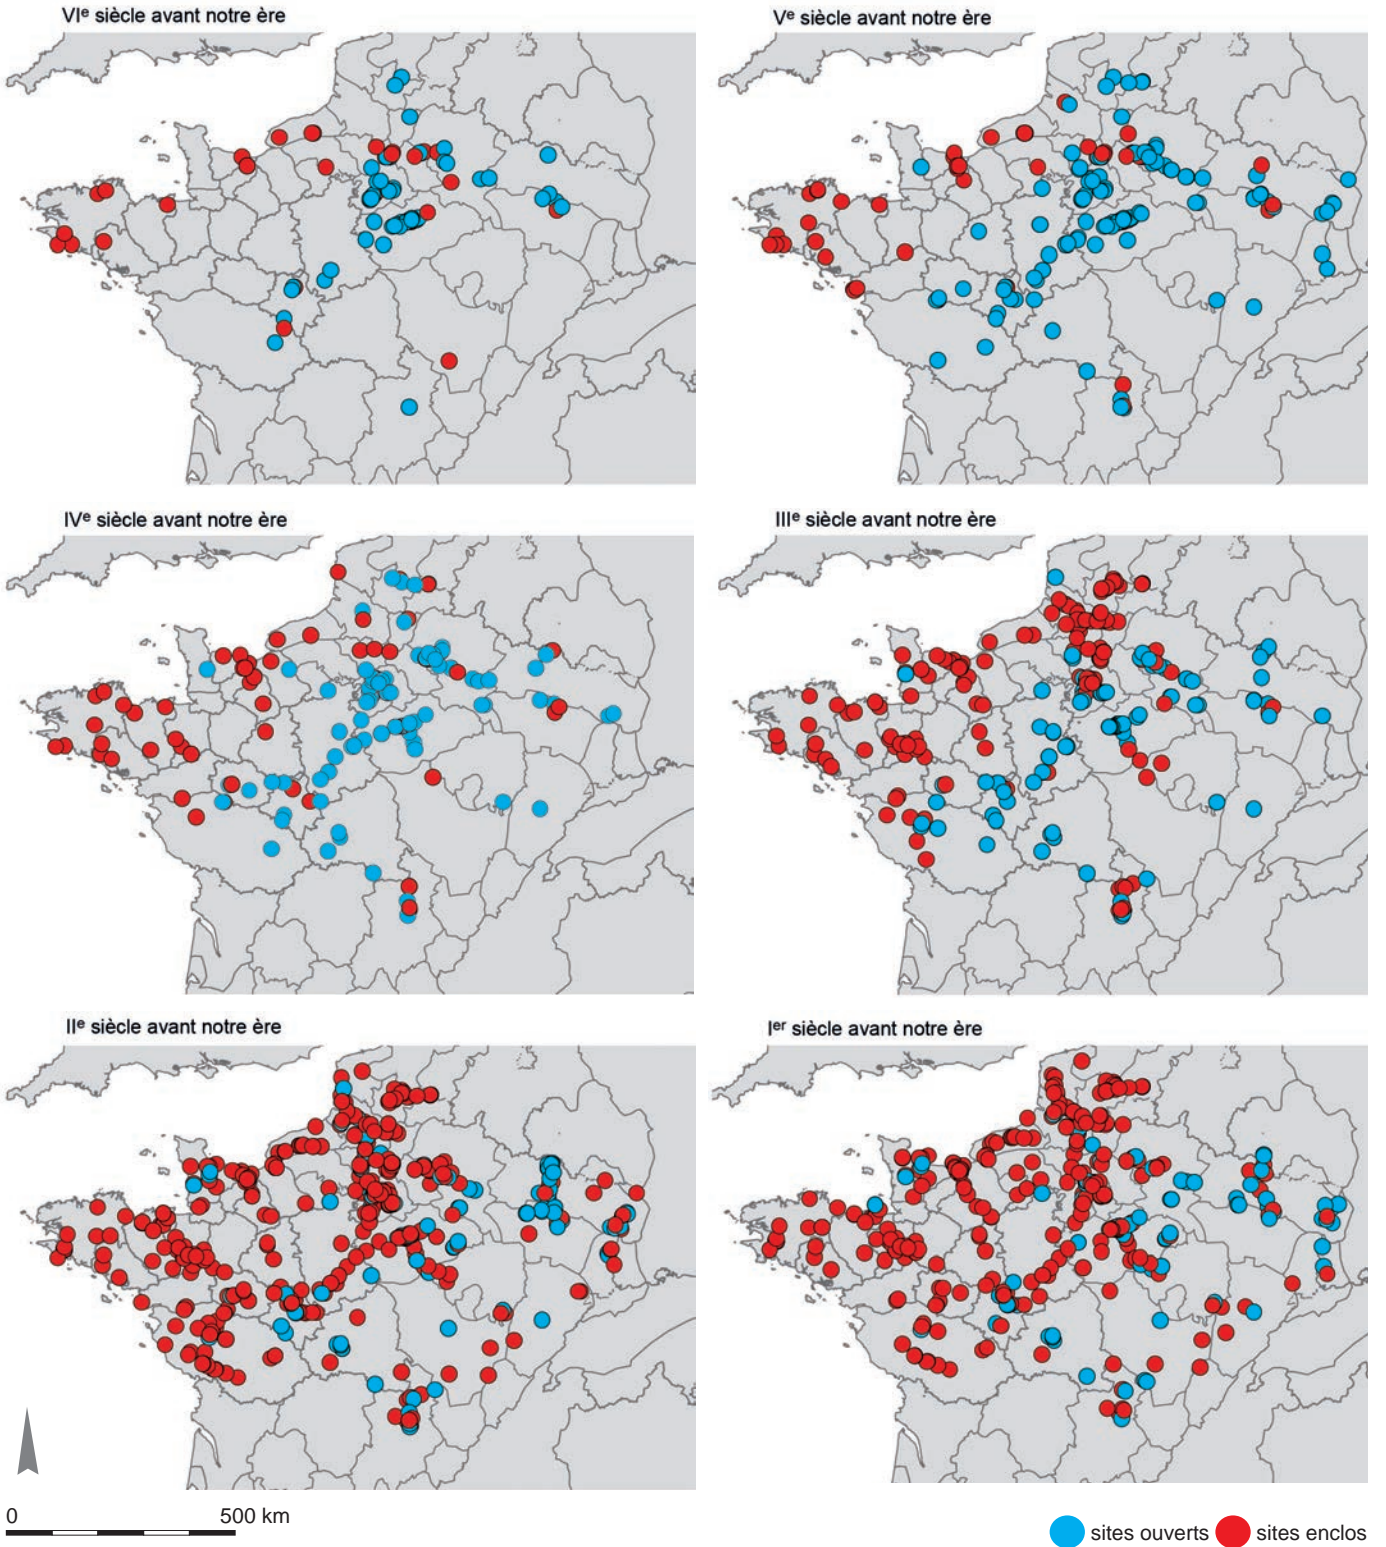 VIe siècle avant notre ère
Ve siècle avant notre ère
IVe siècle avant notre ère
IIIe siècle avant notre ère
IIe siècle avant notre ère
Ier siècle avant notre ère
0 500 km
sites ouverts sites enclos